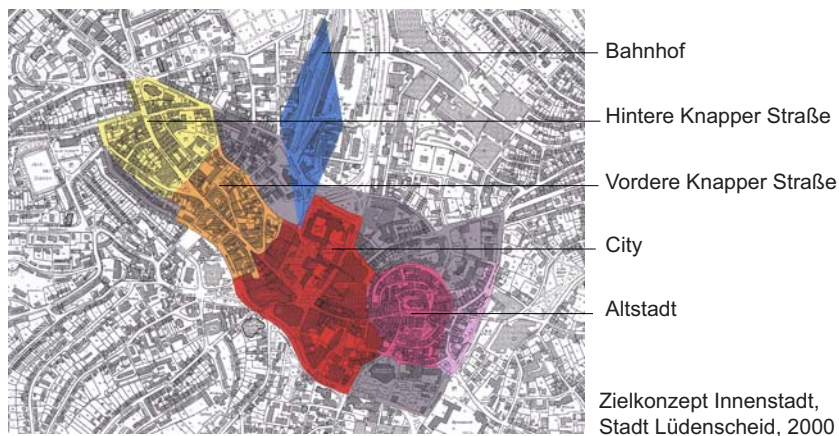 Bahnhof
Hintere Knapper Straße
Vordere Knapper Straße
City
Altstadt
Zielkonzept Innenstadt,
Stadt Lüdenscheid, 2000